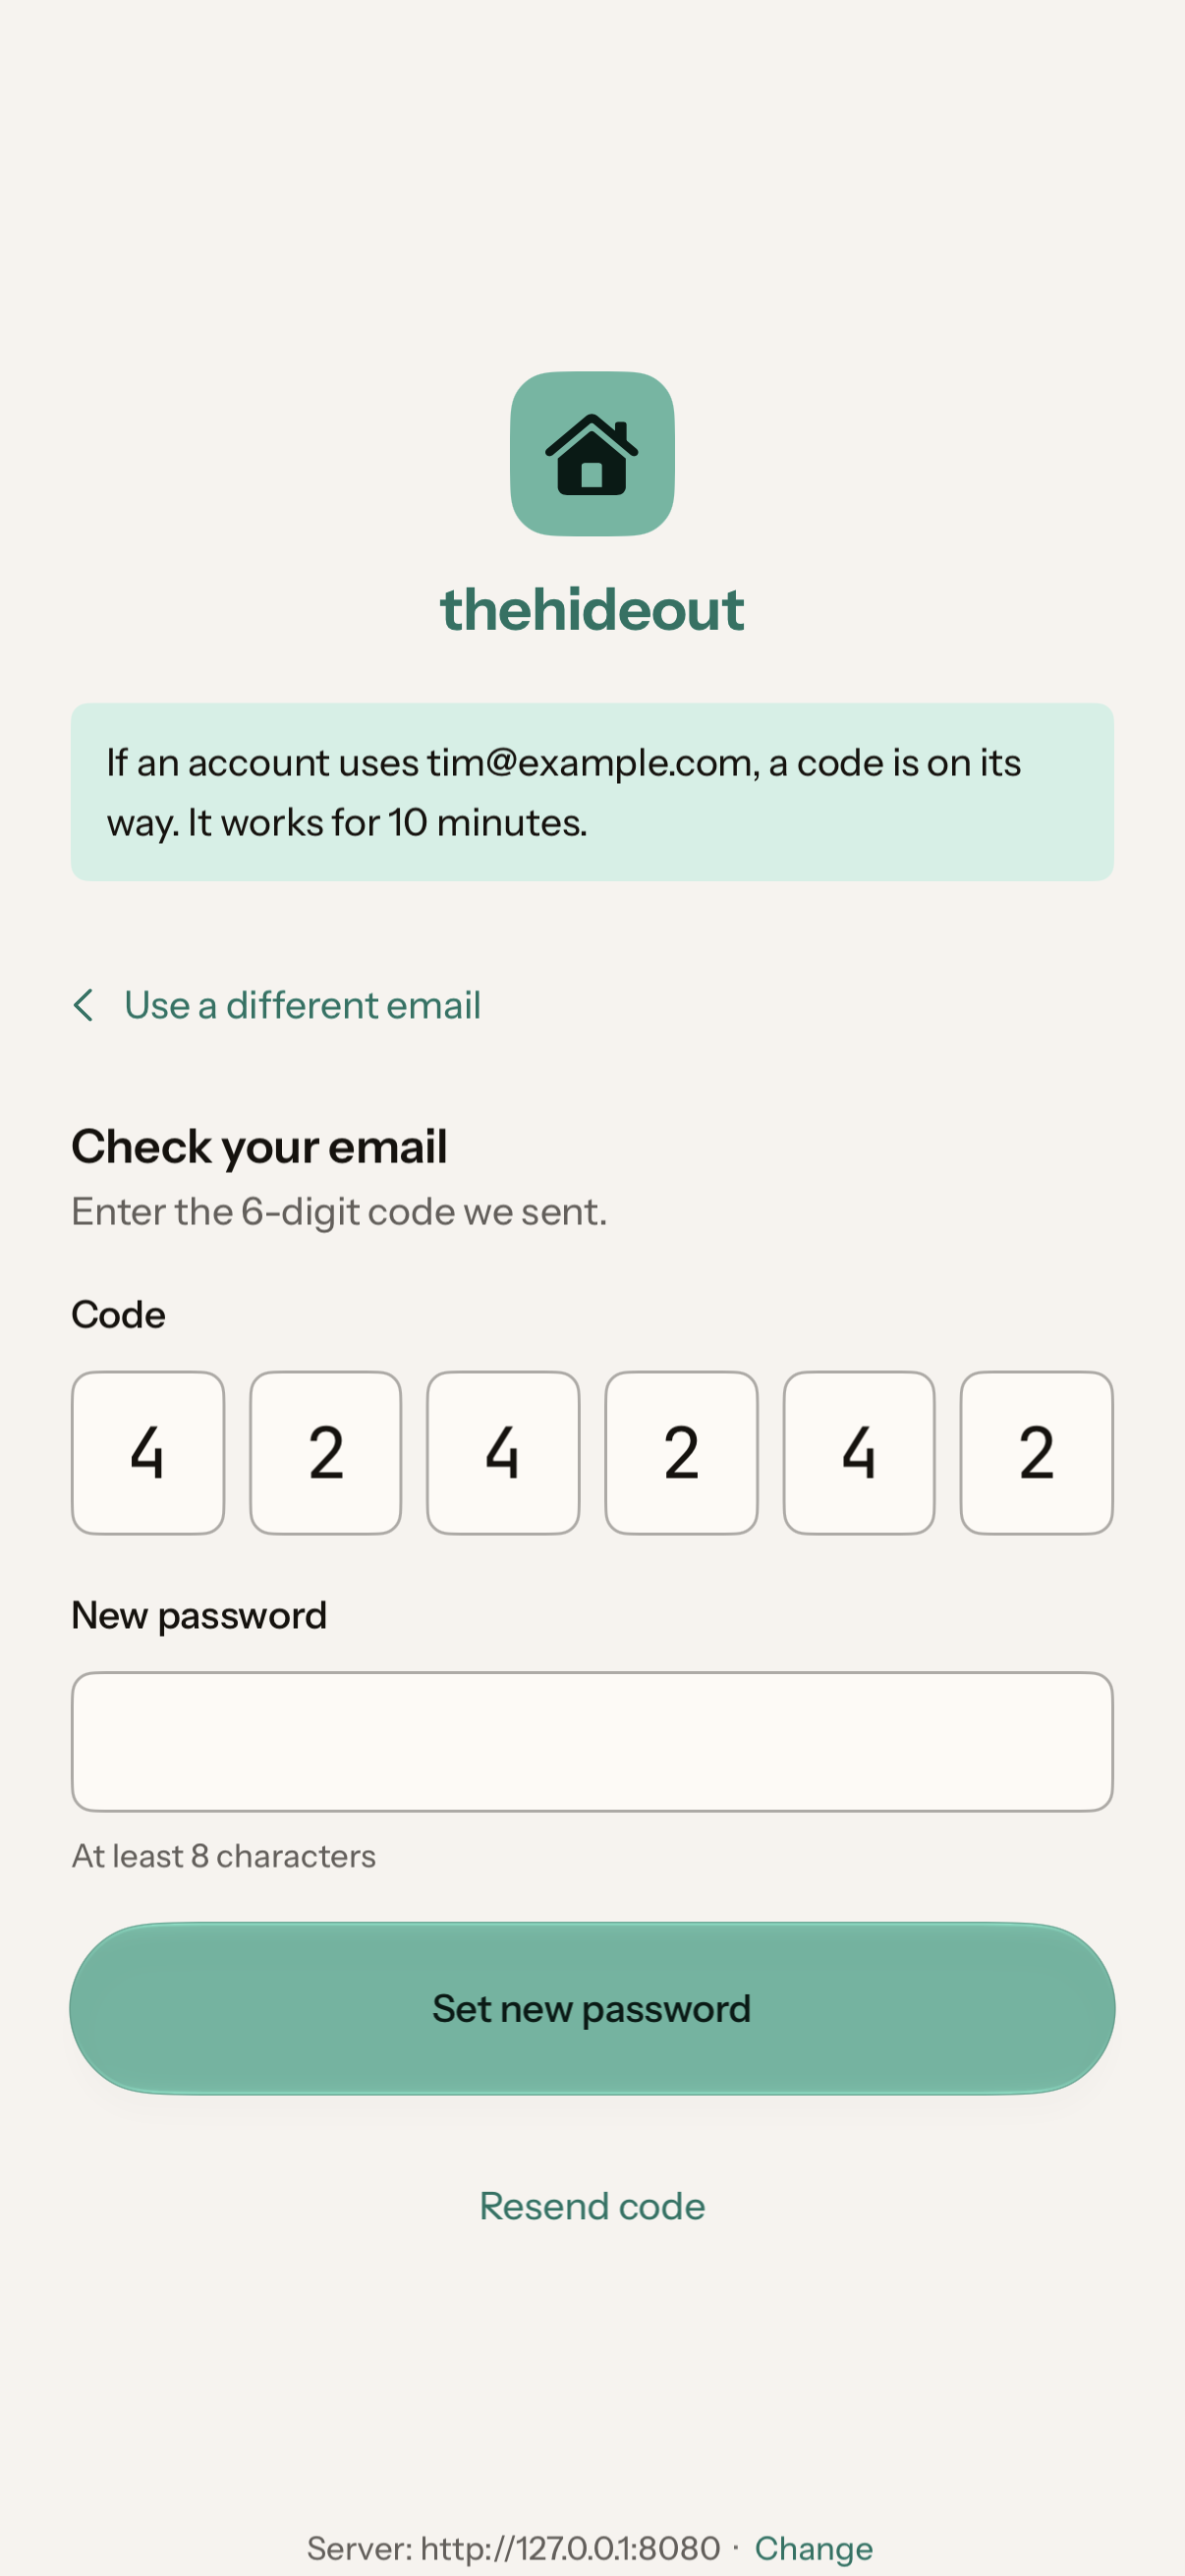 thehideout
If an account uses tim@example.com, a code is on its
way. It works for 10 minutes.
Use a different email
Check your email
Enter the 6-digit code we sent.
Code
4 2 4 2 4 2
New password
At least 8 characters
Set new password
Resend code
Server: http://127.0.0.1:8080 · Change